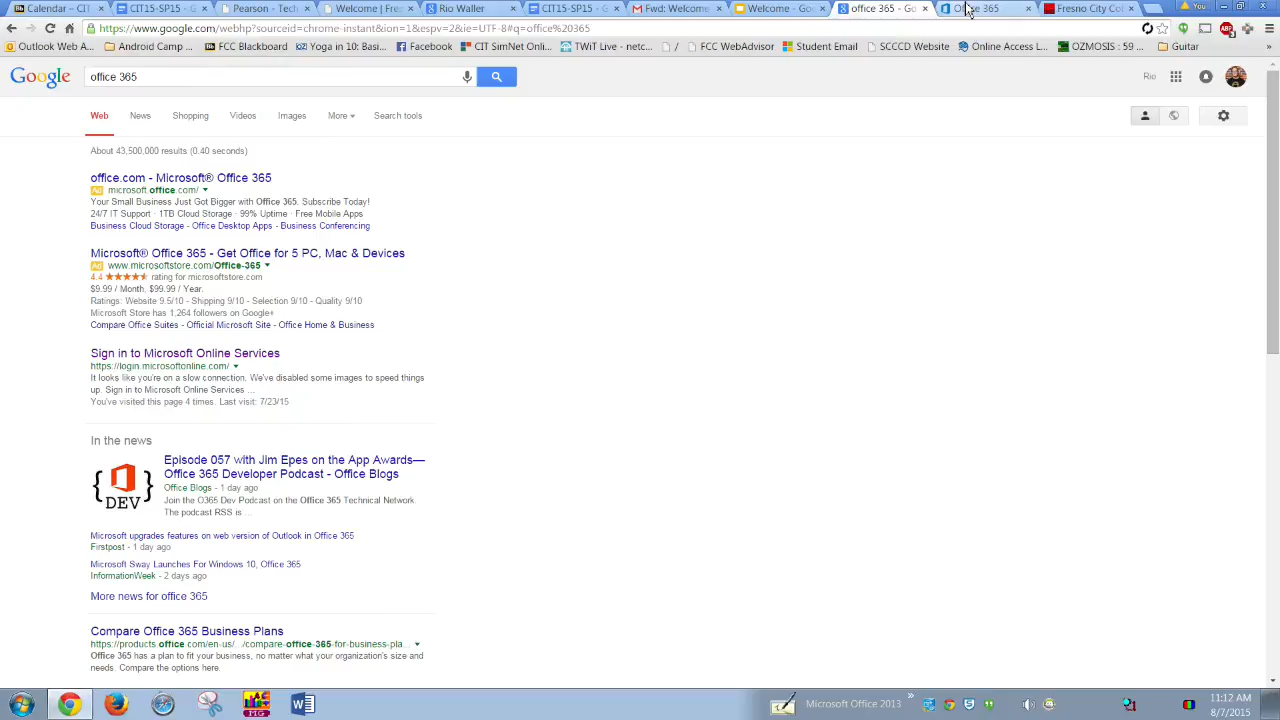 Calendar – CIT
CIT15-SP15 - G
Pearson - Tech
Welcome | Fres
Rio Waller
CIT15-SP15 - G
Fwd: Welcome
Welcome - Goo
office 365 - Go
Office 365
Fresno City Col
You
https://www.google.com/webhp?sourceid=chrome-instant&ion=1&espv=2&ie=UTF-8#q=office%20365
Outlook Web A...
Android Camp
FCC Blackboard
Yoga in 10: Basi...
Facebook
CIT SimNet Onl...
TWiT Live - netc...
/
FCC WebAdvisor
Student Email
SCCCD Website
Online Access L...
OZMOSIS : 59 ...
Guitar
»
Google
office 365
Rio
Web
News
Shopping
Videos
Images
More
Search tools
About 43,500,000 results (0.40 seconds)
office.com - Microsoft® Office 365
Ad microsoft.office.com/
Your Small Business Just Got Bigger with Office 365. Subscribe Today!
24/7 IT Support · 1TB Cloud Storage · 99% Uptime · Free Mobile Apps
Business Cloud Storage - Office Desktop Apps - Business Conferencing
Microsoft® Office 365 - Get Office for 5 PC, Mac & Devices
Ad www.microsoftstore.com/Office-365
4.4 ★★★★★ rating for microsoftstore.com
$9.99 / Month, $99.99 / Year.
Ratings: Website 9.5/10 - Shipping 9/10 - Selection 9/10 - Quality 9/10
Microsoft Store has 1,264 followers on Google+
Compare Office Suites - Official Microsoft Site - Office Home & Business
Sign in to Microsoft Online Services
https://login.microsoftonline.com/
It looks like you're on a slow connection. We've disabled some images to speed things
up. Sign in to Microsoft Online Services ...
You've visited this page 4 times. Last visit: 7/23/15
In the news
{ DEV }
Episode 057 with Jim Epes on the App Awards—
Office 365 Developer Podcast - Office Blogs
Office Blogs - 1 day ago
Join the O365 Dev Podcast on the Office 365 Technical Network.
The podcast RSS is ...
Microsoft upgrades features on web version of Outlook in Office 365
Firstpost - 1 day ago
Microsoft Sway Launches For Windows 10, Office 365
InformationWeek - 2 days ago
More news for office 365
Compare Office 365 Business Plans
https://products.office.com/en-us/.../compare-office-365-for-business-pla...
Office 365 has a plan to fit your business, no matter what your organization's size and
needs. Compare the options here.
Microsoft Office 2013
»
11:12 AM
8/7/2015